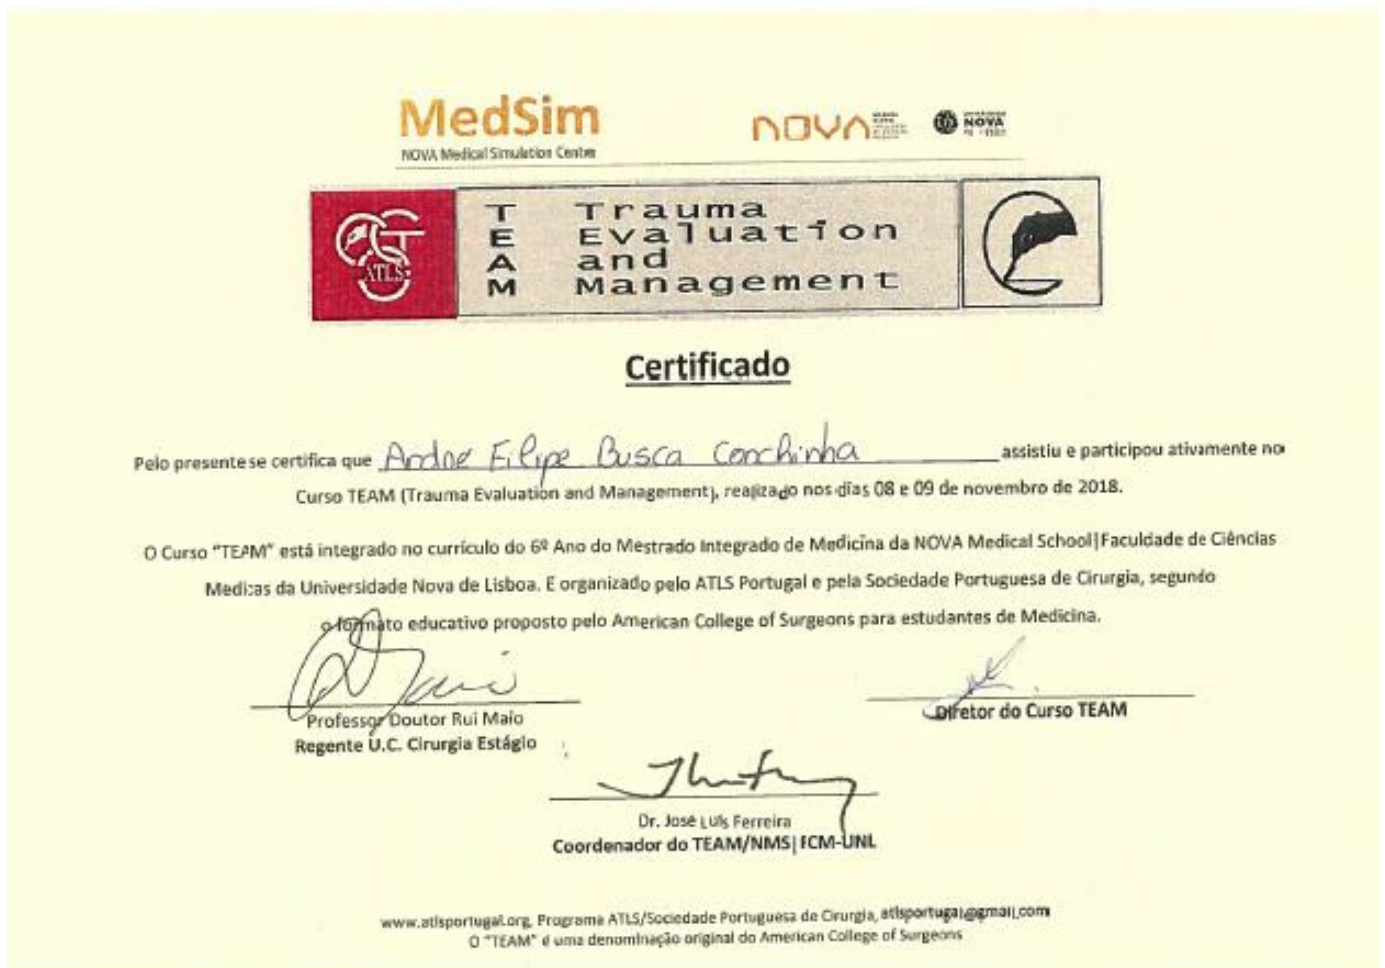 MedSim
NOVA Medical Simulation Centre
NOVA
NOVA
ATLS
TEAM
Trauma
Evaluation
and
Management
Certificado
Pelo presente se certifica que Andre Filipe Busca Conchinha assistiu e participou ativamente no
Curso TEAM (Trauma Evaluation and Management), realizado nos dias 08 e 09 de novembro de 2018.
O Curso "TEAM" está integrado no currículo do 6º Ano do Mestrado Integrado de Medicina da NOVA Medical School|Faculdade de Ciências
Medicas da Universidade Nova de Lisboa. E organizado pelo ATLS Portugal e pela Sociedade Portuguesa de Cirurgia, segundo
o formato educativo proposto pelo American College of Surgeons para estudantes de Medicina.
Professor Doutor Rui Maio
Regente U.C. Cirurgia Estágio
Diretor do Curso TEAM
Dr. José Luís Ferreira
Coordenador do TEAM/NMS|FCM-UNL
www.atlsportugal.org, Programa ATLS/Sociedade Portuguesa de Cirurgia, atlsportugal@gmail.com
O "TEAM" é uma denominação original do American College of Surgeons